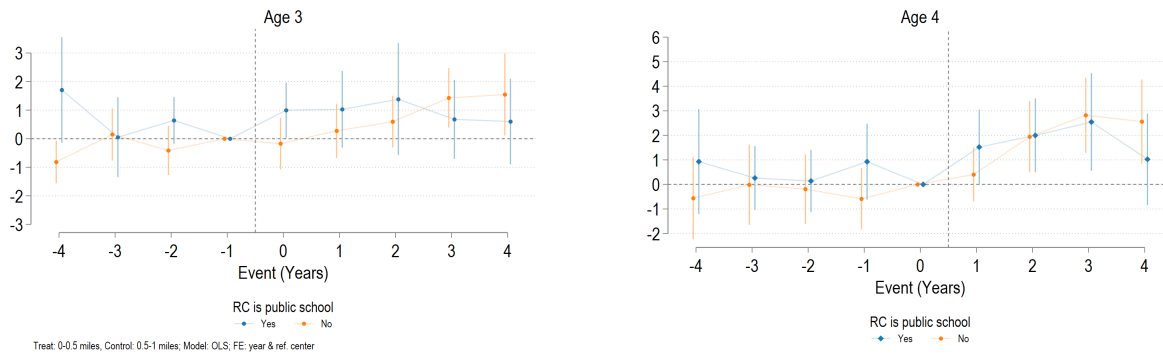 Age 3
3
2
1
0
-1
-2
-3
-4 -3 -2 -1 0 1 2 3 4
Event (Years)
RC is public school
Yes No
Treat: 0-0.5 miles, Control: 0.5-1 miles; Model: OLS; FE: year & ref. center
Age 4
6
5
4
3
2
1
0
-1
-2
-4 -3 -2 -1 0 1 2 3 4
Event (Years)
RC is public school
Yes No